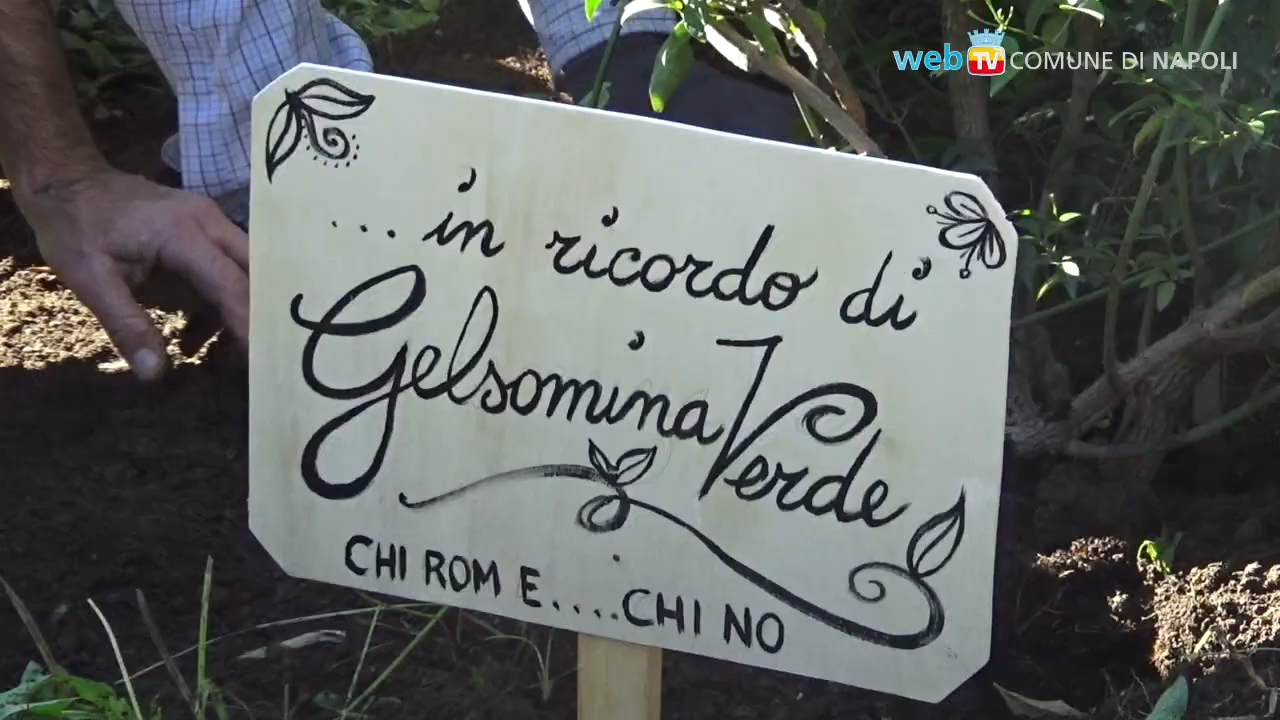 webTV COMUNE DI NAPOLI
... in ricordo di
Gelsomina Verde
CHI ROM E....CHI NO